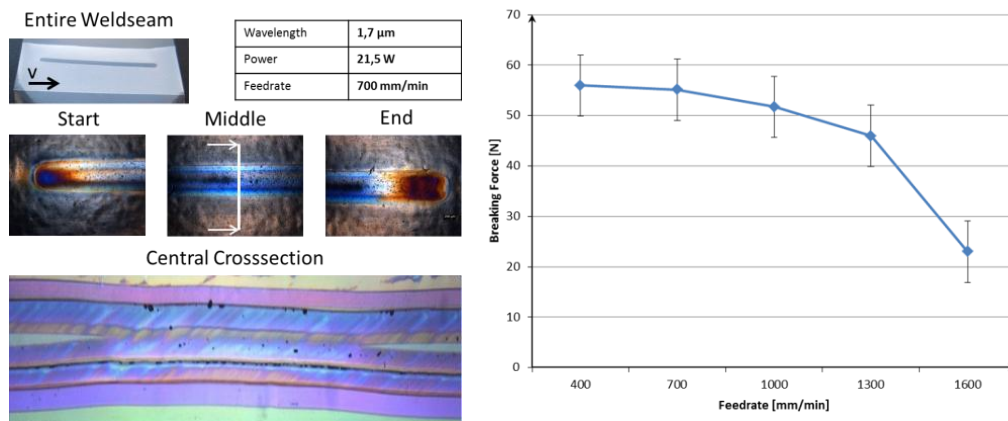 Entire Weldseam
V
Wavelength 1,7 µm
Power 21,5 W
Feedrate 700 mm/min
Start Middle End
Central Crosssection
Breaking Force [N]
70
60
50
40
30
20
10
0
400 700 1000 1300 1600
Feedrate [mm/min]